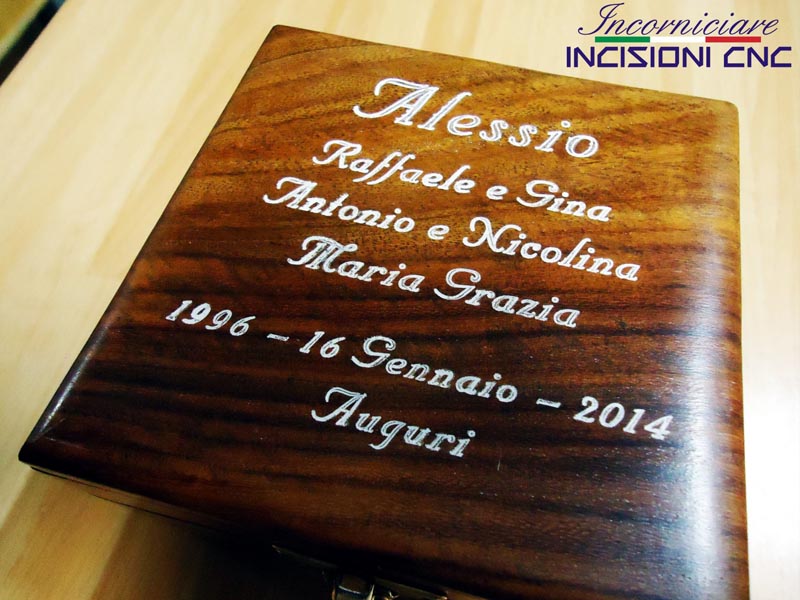 Incorniciare
INCISIONI CNC
Alessio
Raffaele e Gina
Antonio e Nicolina
Maria Grazia
1996 – 16 Gennaio – 2014
Auguri